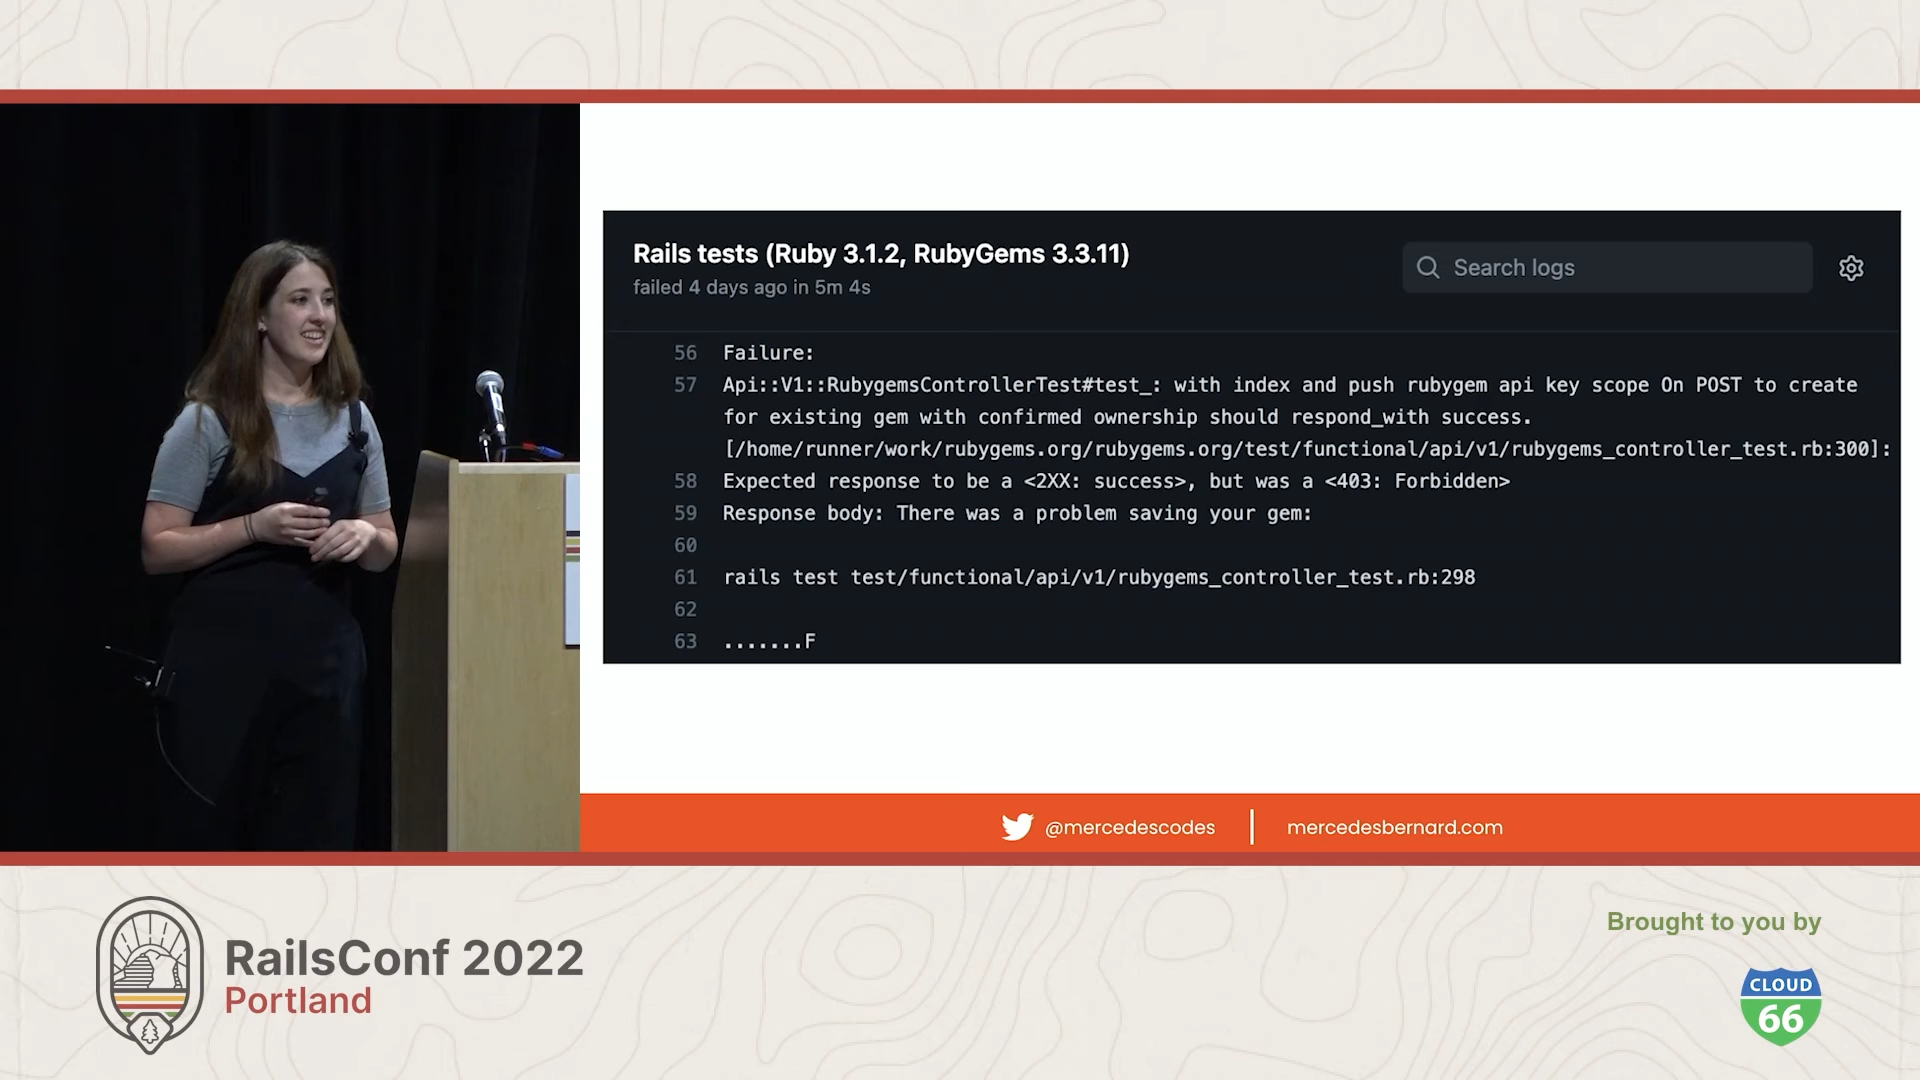 Rails tests (Ruby 3.1.2, RubyGems 3.3.11)
failed 4 days ago in 5m 4s
Search logs
56 Failure:
57 Api::V1::RubygemsControllerTest#test_: with index and push rubygem api key scope On POST to create
for existing gem with confirmed ownership should respond_with success.
[/home/runner/work/rubygems.org/rubygems.org/test/functional/api/v1/rubygems_controller_test.rb:300]:
58 Expected response to be a <2XX: success>, but was a <403: Forbidden>
59 Response body: There was a problem saving your gem:
60
61 rails test test/functional/api/v1/rubygems_controller_test.rb:298
62
63 .......F
@mercedescodes
mercedesbernard.com
RailsConf 2022
Portland
Brought to you by
CLOUD
66